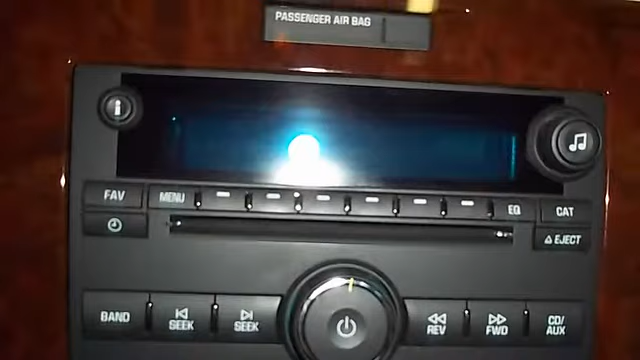 PASSENGER AIR BAG
i
FAV
MENU
EQ
CAT
EJECT
BAND
SEEK
SEEK
REV
FWD
CD/
AUX